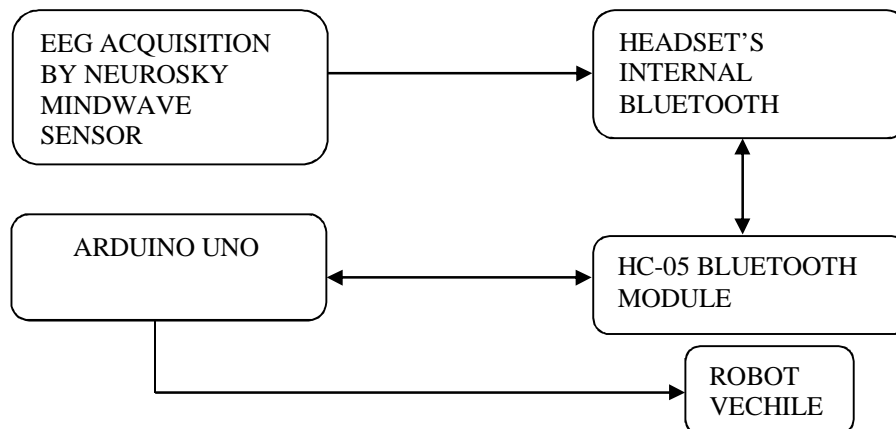 EEG ACQUISITION
BY NEUROSKY
MINDWAVE
SENSOR
HEADSET’S
INTERNAL
BLUETOOTH
ARDUINO UNO
HC-05 BLUETOOTH
MODULE
ROBOT
VECHILE